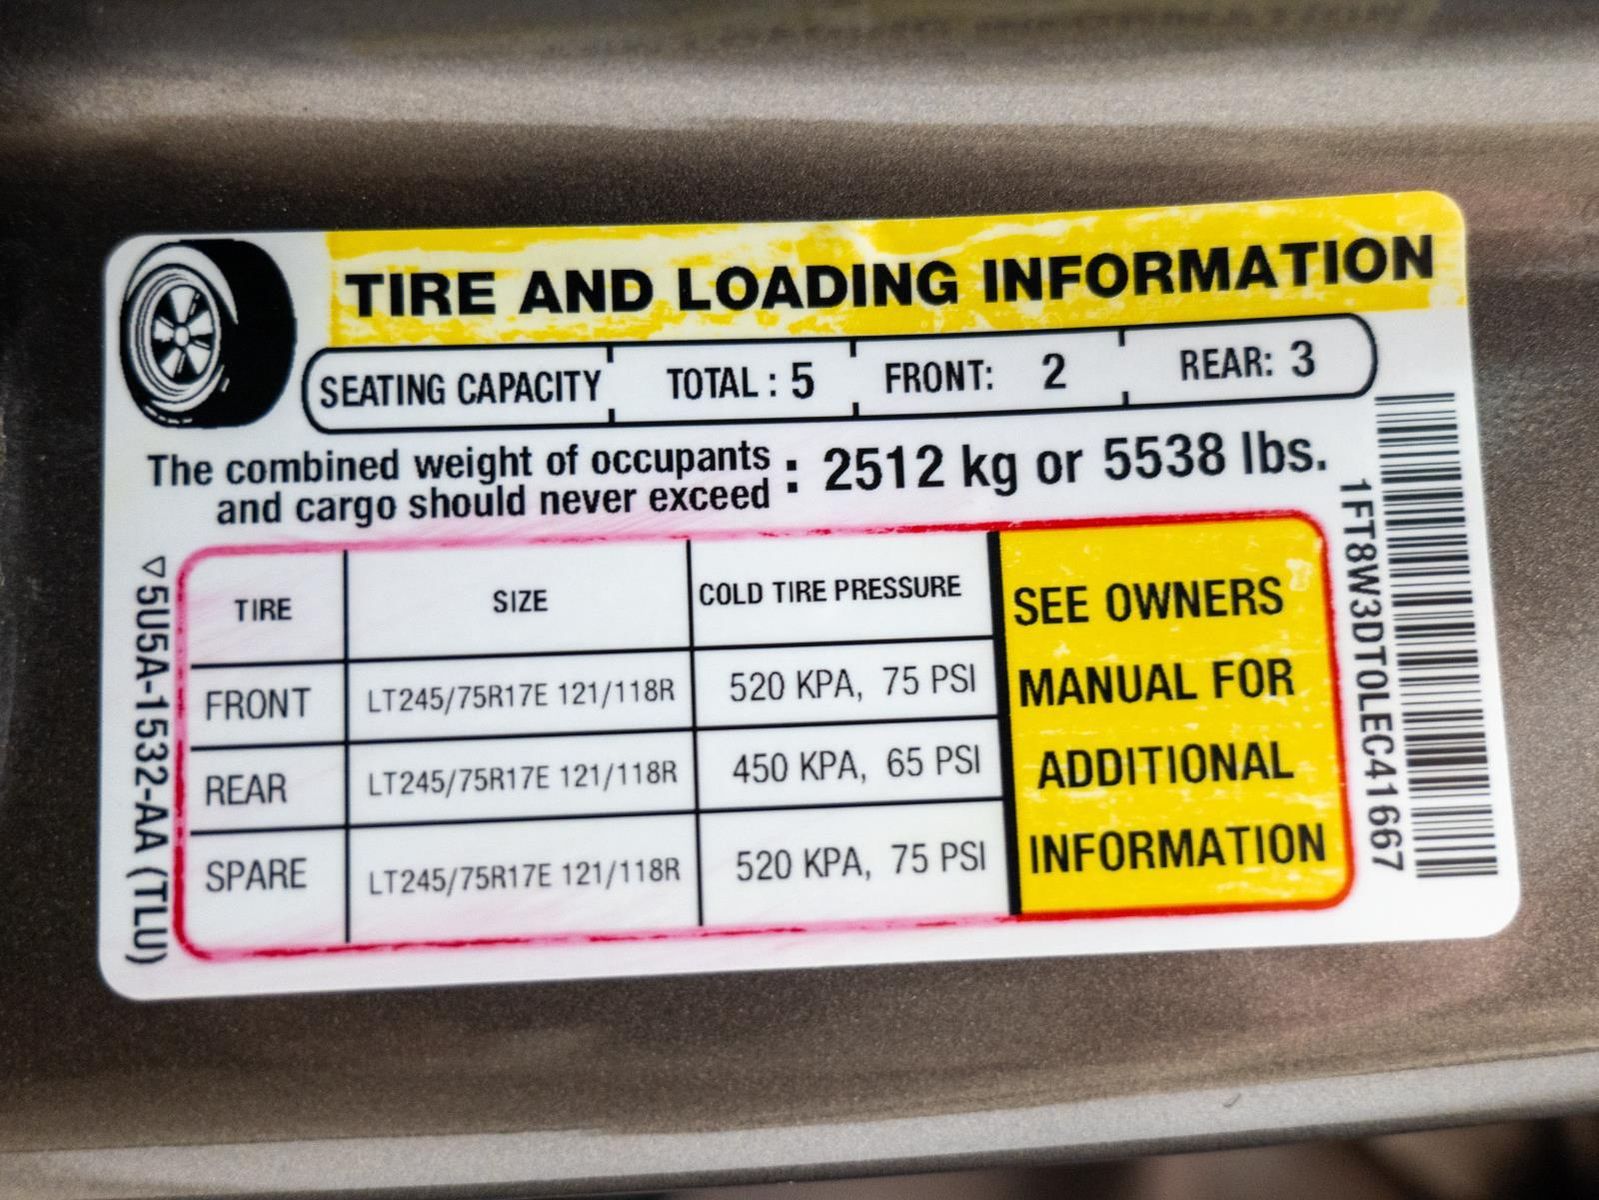 TIRE AND LOADING INFORMATION
SEATING CAPACITY TOTAL : 5 FRONT: 2 REAR: 3
The combined weight of occupants
and cargo should never exceed : 2512 kg or 5538 lbs.
TIRE SIZE COLD TIRE PRESSURE
FRONT LT245/75R17E 121/118R 520 KPA, 75 PSI
REAR LT245/75R17E 121/118R 450 KPA, 65 PSI
SPARE LT245/75R17E 121/118R 520 KPA, 75 PSI
SEE OWNERS
MANUAL FOR
ADDITIONAL
INFORMATION
5U5A-1532-AA (TLU)
1FT8W3DT0LEC41667